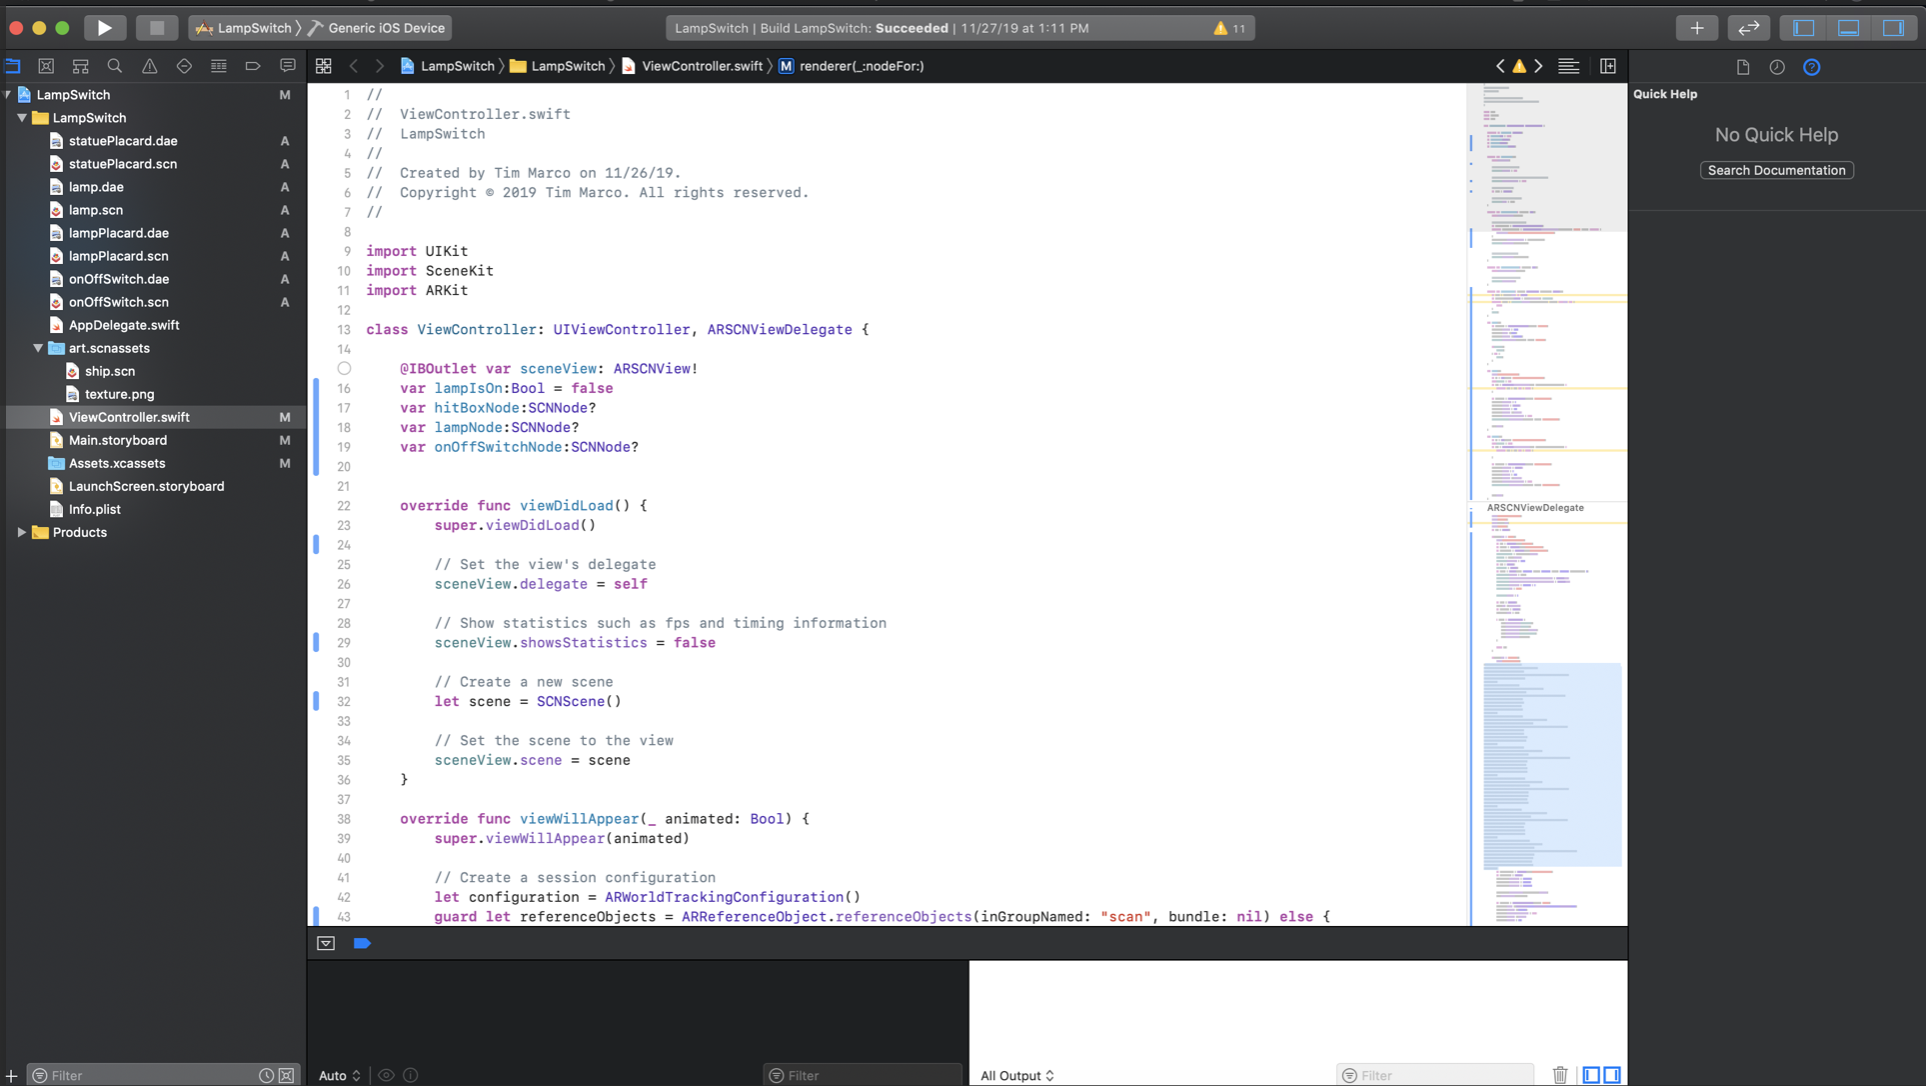 LampSwitch Generic iOS Device
LampSwitch | Build LampSwitch: Succeeded | 11/27/19 at 1:11 PM
11
LampSwitch LampSwitch ViewController.swift M renderer(_:nodeFor:)
LampSwitch M
LampSwitch
statuePlacard.dae A
statuePlacard.scn A
lamp.dae A
lamp.scn A
lampPlacard.dae A
lampPlacard.scn A
onOffSwitch.dae A
onOffSwitch.scn A
AppDelegate.swift
art.scnassets
ship.scn
texture.png
ViewController.swift M
Main.storyboard M
Assets.xcassets M
LaunchScreen.storyboard
Info.plist
Products
Filter
1 //
2 //  ViewController.swift
3 //  LampSwitch
4 //
5 //  Created by Tim Marco on 11/26/19.
6 //  Copyright © 2019 Tim Marco. All rights reserved.
7 //
8
9 import UIKit
10 import SceneKit
11 import ARKit
12
13 class ViewController: UIViewController, ARSCNViewDelegate {
14
@IBOutlet var sceneView: ARSCNView!
16 var lampIsOn:Bool = false
17 var hitBoxNode:SCNNode?
18 var lampNode:SCNNode?
19 var onOffSwitchNode:SCNNode?
20
21
22 override func viewDidLoad() {
23 super.viewDidLoad()
24
25 // Set the view's delegate
26 sceneView.delegate = self
27
28 // Show statistics such as fps and timing information
29 sceneView.showsStatistics = false
30
31 // Create a new scene
32 let scene = SCNScene()
33
34 // Set the scene to the view
35 sceneView.scene = scene
36 }
37
38 override func viewWillAppear(_ animated: Bool) {
39 super.viewWillAppear(animated)
40
41 // Create a session configuration
42 let configuration = ARWorldTrackingConfiguration()
43 guard let referenceObjects = ARReferenceObject.referenceObjects(inGroupNamed: "scan", bundle: nil) else {
ARSCNViewDelegate
Auto
Filter
All Output
Filter
Quick Help
No Quick Help
Search Documentation